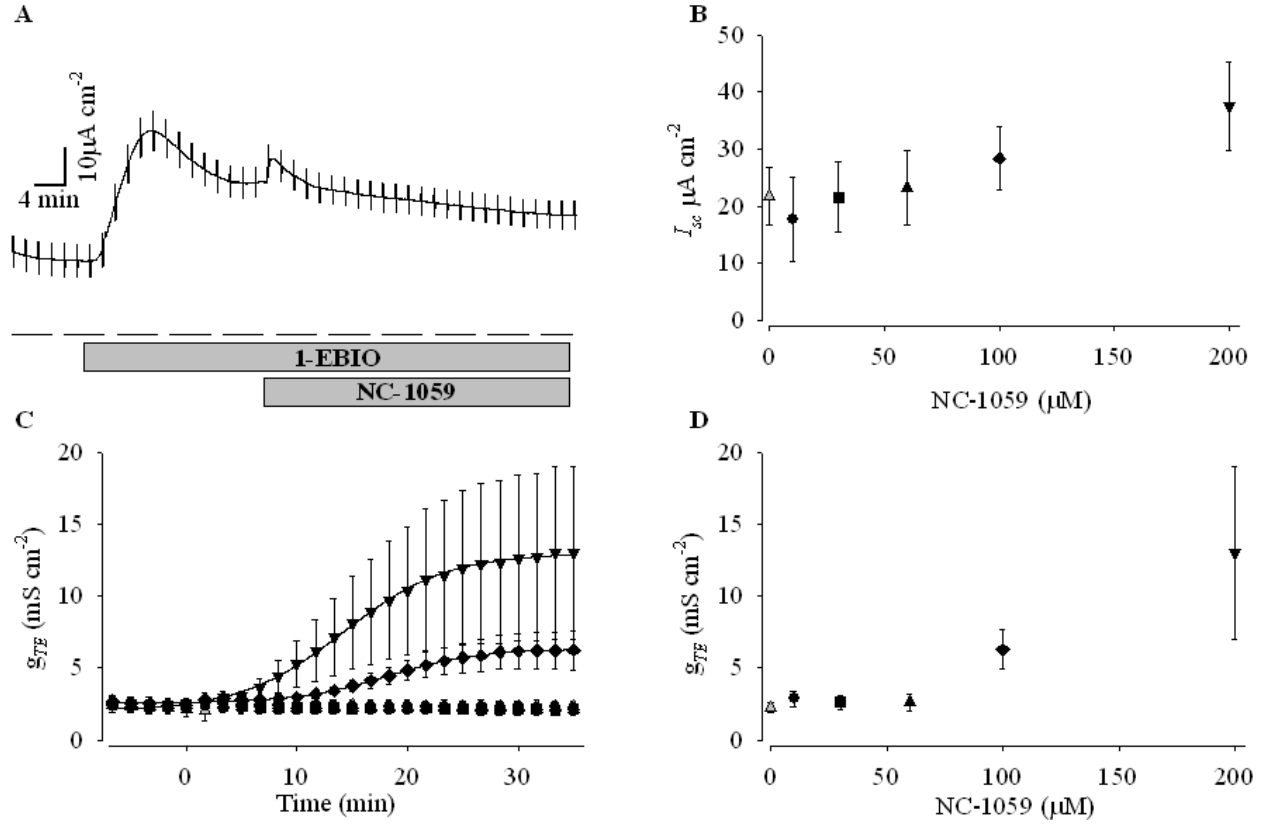 A
10µA cm-2
4 min
1-EBIO
NC-1059
B
50
40
30
20
10
0
Isc µA cm-2
0 50 100 150 200
NC-1059 (µM)
C
20
15
10
5
0
gTE (mS cm-2)
0 10 20 30
Time (min)
D
20
15
10
5
0
gTE (mS cm-2)
0 50 100 150 200
NC-1059 (µM)